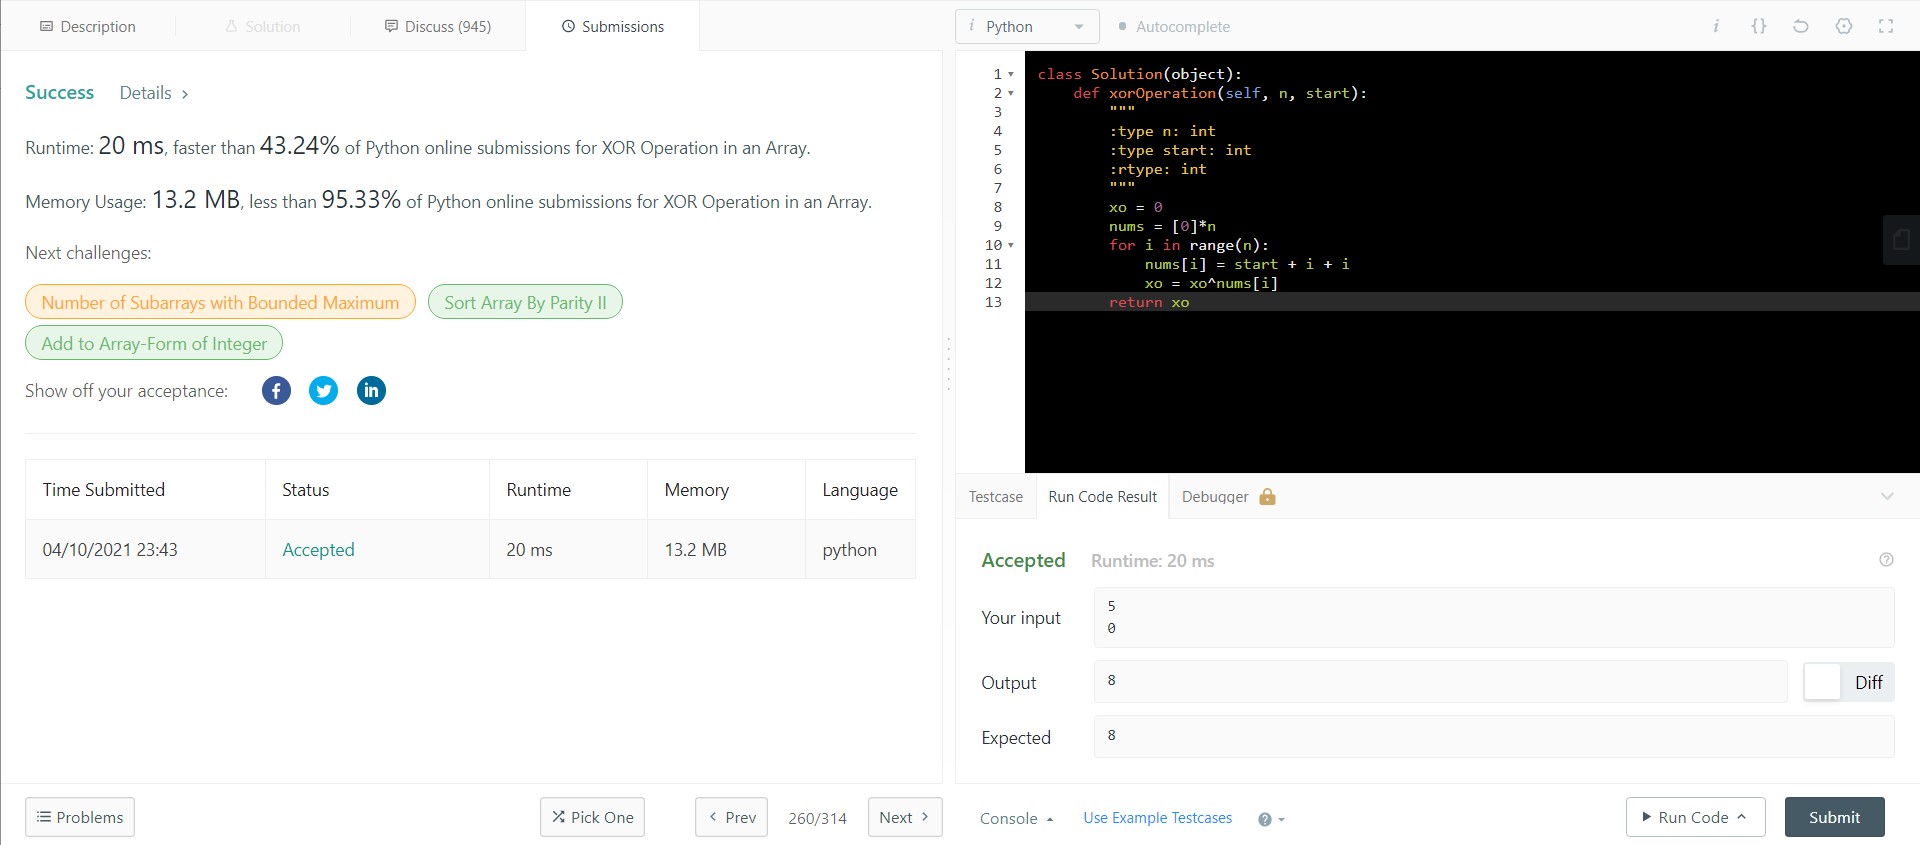 Description
Solution
Discuss (945)
Submissions
Success Details >
Runtime: 20 ms, faster than 43.24% of Python online submissions for XOR Operation in an Array.
Memory Usage: 13.2 MB, less than 95.33% of Python online submissions for XOR Operation in an Array.
Next challenges:
Number of Subarrays with Bounded Maximum
Sort Array By Parity II
Add to Array-Form of Integer
Show off your acceptance:
Time Submitted Status Runtime Memory Language
04/10/2021 23:43 Accepted 20 ms 13.2 MB python
Problems
Pick One
< Prev
260/314
Next >
i Python
Autocomplete
i {}
1 class Solution(object):
2     def xorOperation(self, n, start):
3         """
4         :type n: int
5         :type start: int
6         :rtype: int
7         """
8         xo = 0
9         nums = [0]*n
10         for i in range(n):
11             nums[i] = start + i + i
12             xo = xo^nums[i]
13         return xo
Testcase
Run Code Result
Debugger
Accepted Runtime: 20 ms
Your input
5
0
Output
8
Diff
Expected
8
Console
Use Example Testcases
Run Code
Submit